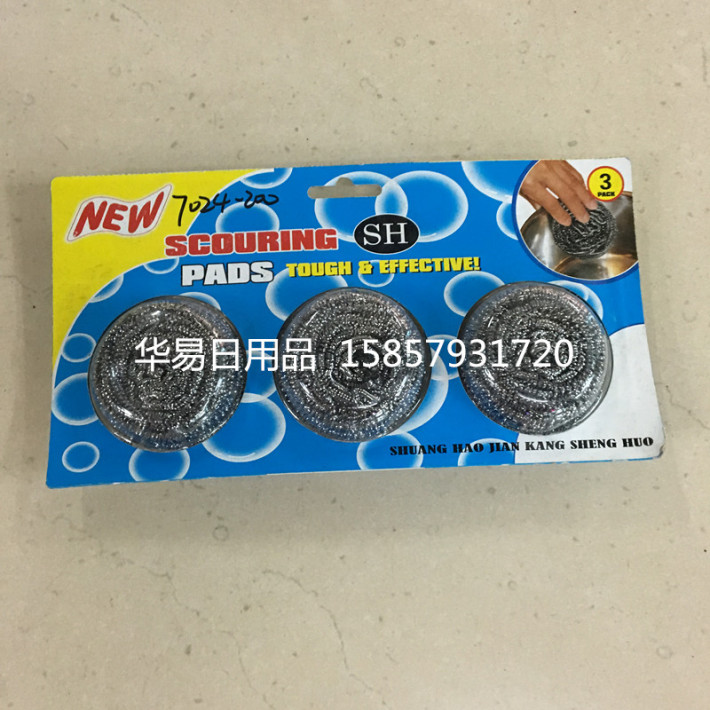 NEW
7024-200
SCOURING
SH
PADS TOUGH & EFFECTIVE!
3
PACK
华易日用品 15857931720
SHUANG HAO JIAN KANG SHENG HUO